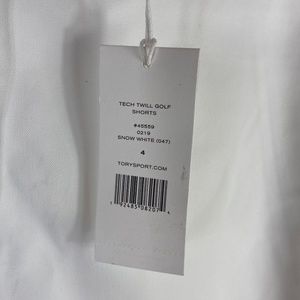 TECH TWILL GOLF
SHORTS
#45559
0219
SNOW WHITE (047)
4
TORYSPORT.COM